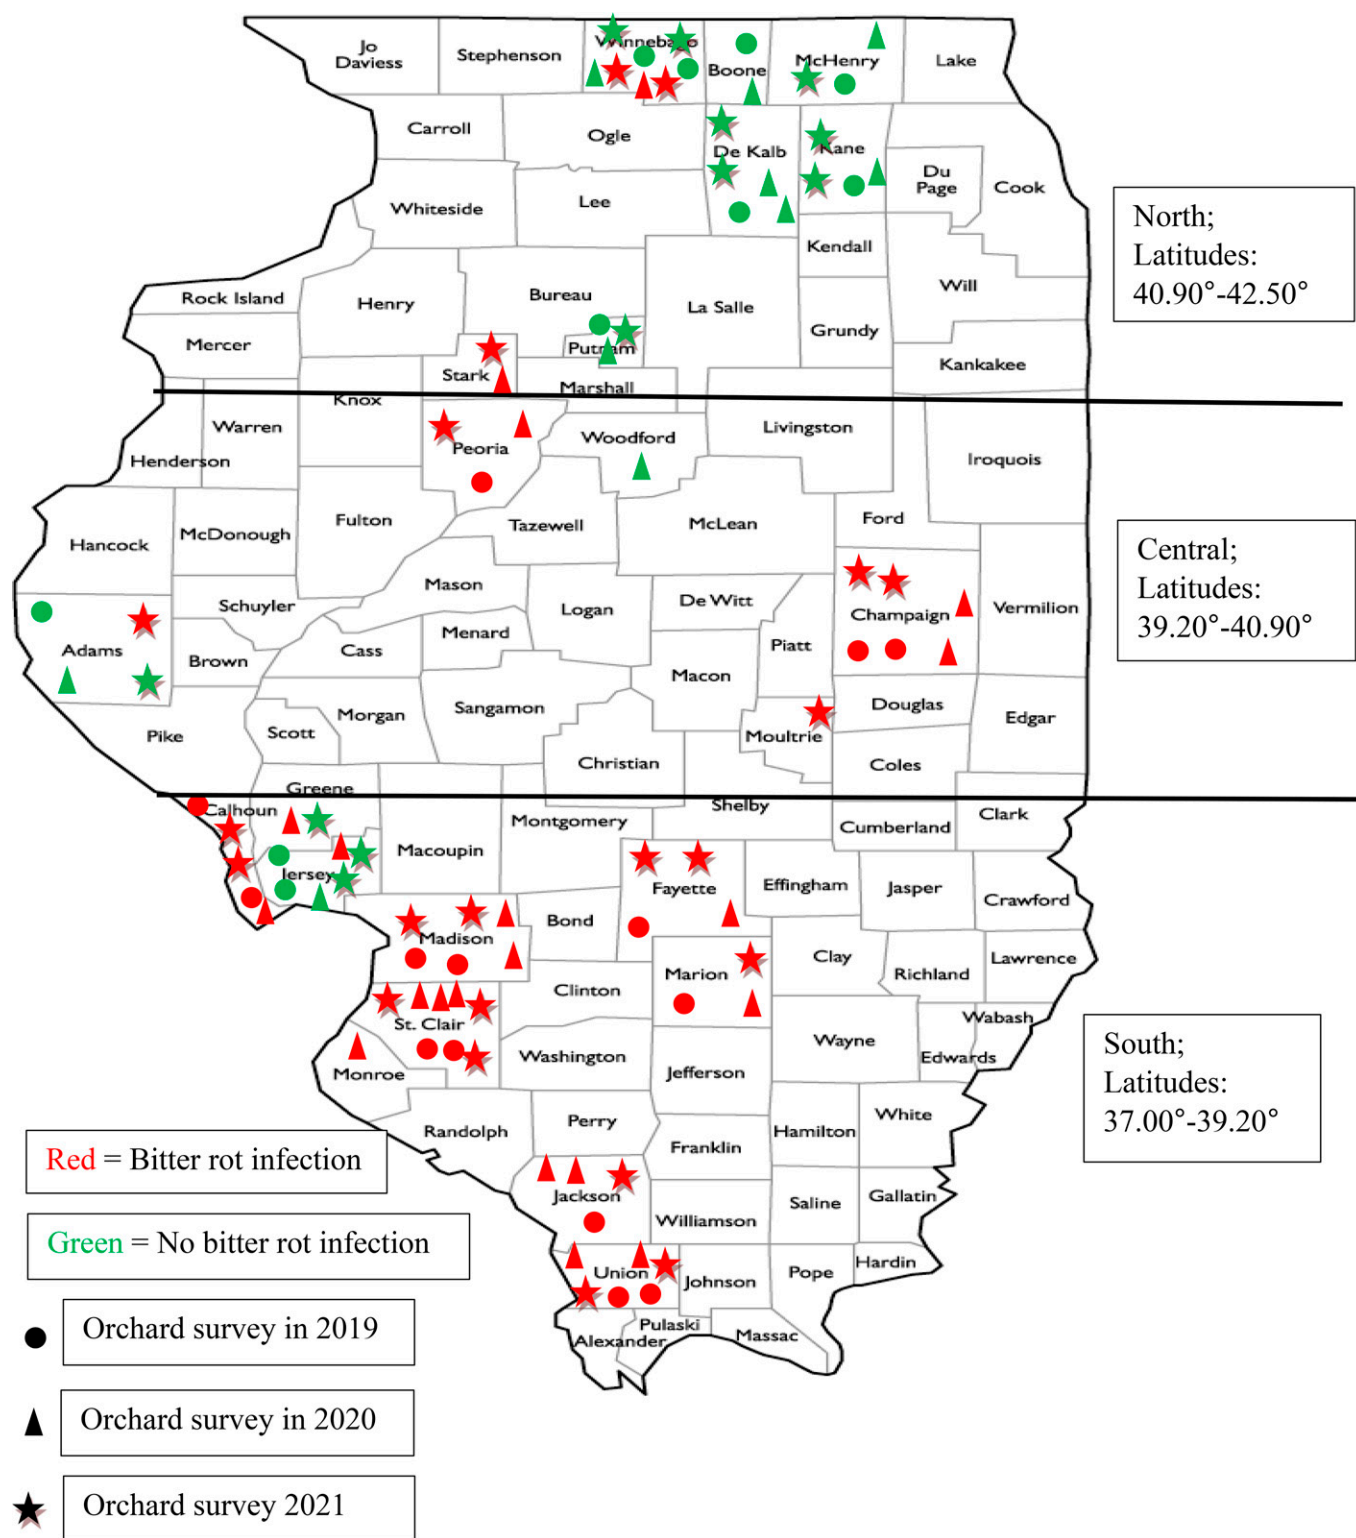 Jo
Daviess
Stephenson
Winnebago
Boone
McHenry
Lake
Carroll
Ogle
De Kalb
Kane
Du
Page
Cook
Whiteside
Lee
Kendall
Rock Island
Henry
Bureau
La Salle
Will
Grundy
Mercer
Putnam
Stark
Marshall
Kankakee
North;
Latitudes:
40.90°-42.50°
Knox
Warren
Henderson
Peoria
Woodford
Livingston
Iroquois
Hancock
McDonough
Fulton
Tazewell
McLean
Ford
Mason
Schuyler
Logan
De Witt
Champaign
Vermilion
Adams
Brown
Cass
Menard
Piatt
Macon
Pike
Scott
Morgan
Sangamon
Christian
Moultrie
Douglas
Edgar
Coles
Central;
Latitudes:
39.20°-40.90°
Greene
Shelby
Calhoun
Montgomery
Cumberland
Clark
Jersey
Macoupin
Fayette
Effingham
Jasper
Crawford
Madison
Bond
Marion
Clay
Richland
Lawrence
St. Clair
Clinton
Wayne
Wabash
Edwards
Monroe
Washington
Jefferson
Randolph
Perry
Franklin
Hamilton
White
Jackson
Williamson
Saline
Gallatin
Union
Johnson
Pope
Hardin
Alexander
Pulaski
Massac
South;
Latitudes:
37.00°-39.20°
Red = Bitter rot infection
Green = No bitter rot infection
Orchard survey in 2019
Orchard survey in 2020
Orchard survey 2021